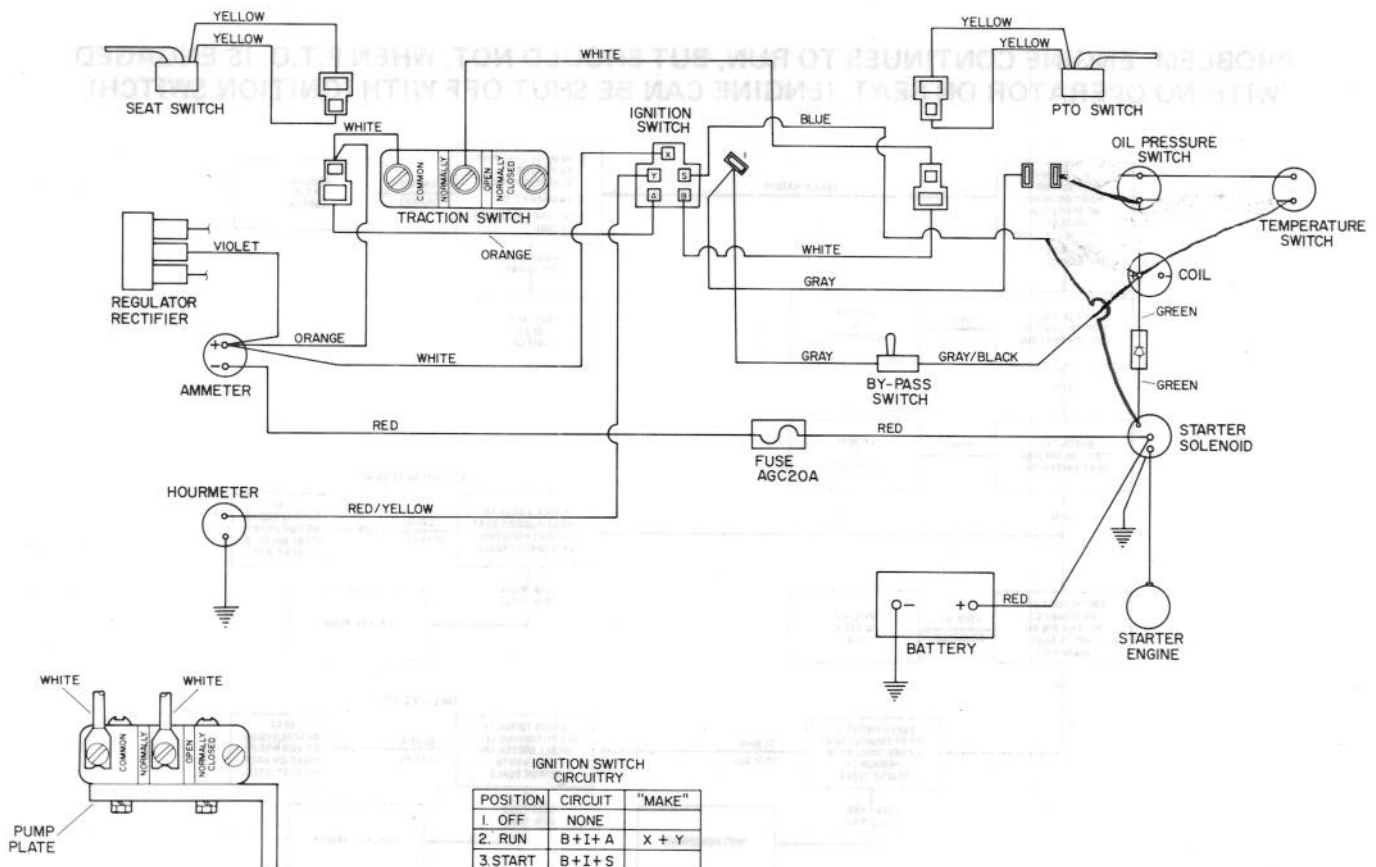 YELLOW
YELLOW
SEAT SWITCH
WHITE
WHITE
COMMON
NORMALLY
OPEN
NORMALLY
CLOSED
TRACTION SWITCH
ORANGE
IGNITION
SWITCH
X
Y
S
A
B
I
BLUE
YELLOW
YELLOW
PTO SWITCH
OIL PRESSURE
SWITCH
TEMPERATURE
SWITCH
REGULATOR
RECTIFIER
VIOLET
WHITE
GRAY
+
-
COIL
GREEN
GREEN
+
-
AMMETER
ORANGE
WHITE
GRAY
BY-PASS
SWITCH
GRAY/BLACK
RED
FUSE
AGC20A
RED
STARTER
SOLENOID
HOURMETER
RED/YELLOW
-
+
RED
BATTERY
STARTER
ENGINE
WHITE
WHITE
COMMON
NORMALLY
OPEN
NORMALLY
CLOSED
PUMP
PLATE
IGNITION SWITCH
CIRCUITRY
POSITION CIRCUIT "MAKE"
1. OFF NONE
2. RUN B+I+A X + Y
3. START B+I+S
PROBLEM: ENGINE CONTINUES TO RUN, BUT SHOULD NOT, WHEN P.T.O. IS ENGAGED
WITH NO OPERATOR ON SEAT. (ENGINE CAN BE SHUT OFF WITH IGNITION SWITCH)